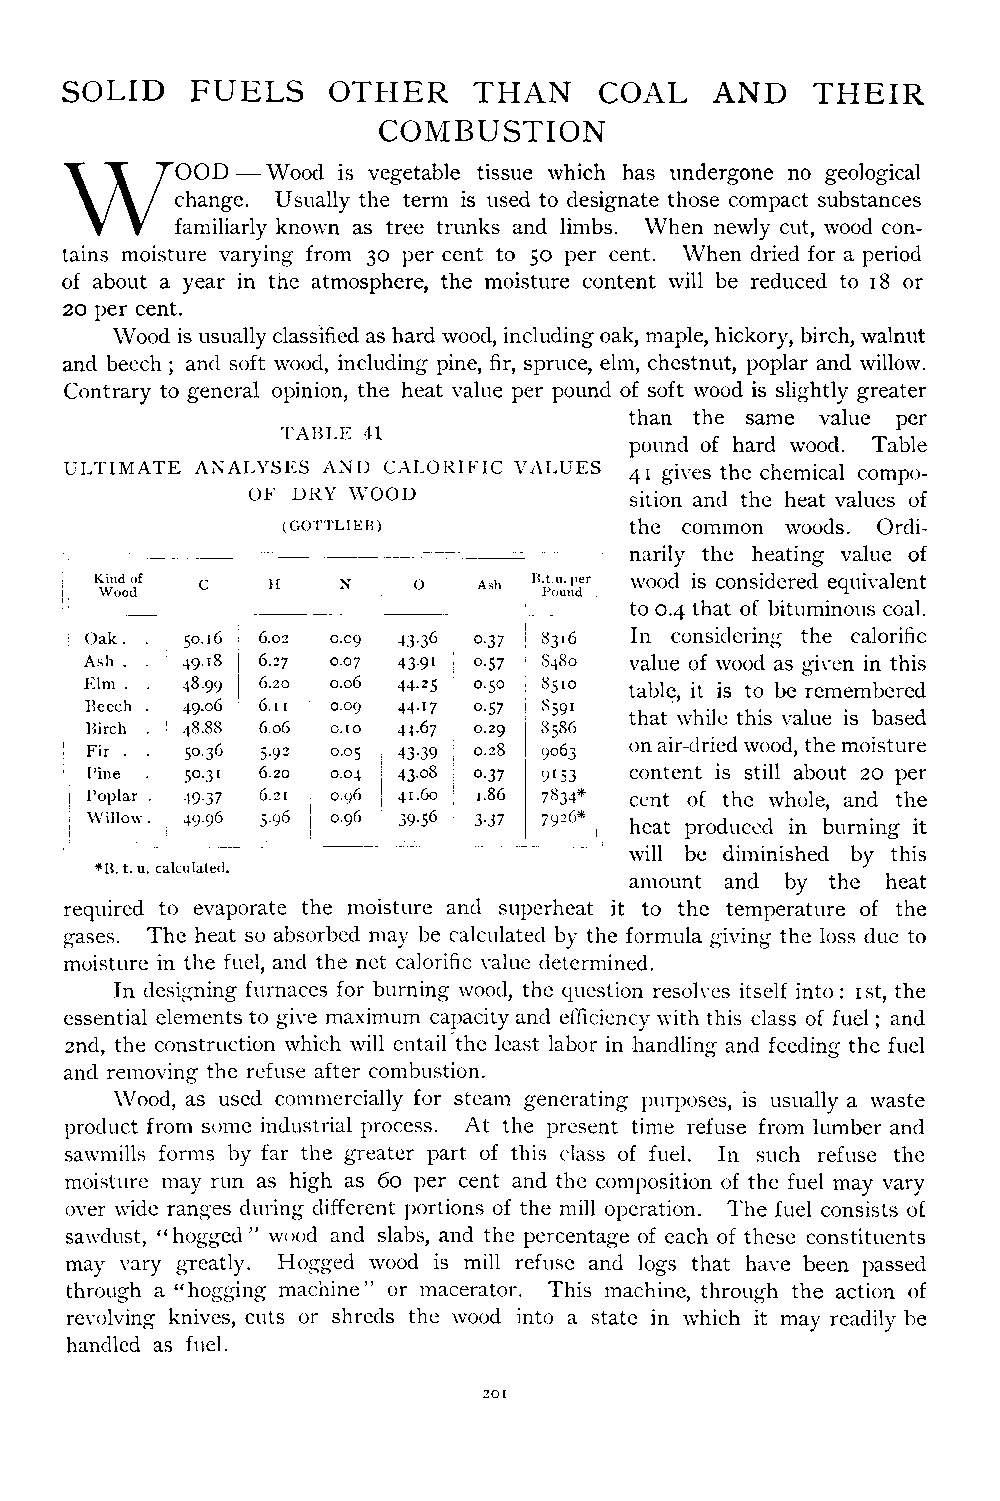 SOLID FUELS OTHER THAN COAL AND THEIR
COMBUSTION
WOOD — Wood is vegetable tissue which has undergone no geological
change. Usually the term is used to designate those compact substances
familiarly known as tree trunks and limbs. When newly cut, wood con-
tains moisture varying from 30 per cent to 50 per cent. When dried for a period
of about a year in the atmosphere, the moisture content will be reduced to 18 or
20 per cent.
Wood is usually classified as hard wood, including oak, maple, hickory, birch, walnut
and beech ; and soft wood, including pine, fir, spruce, elm, chestnut, poplar and willow.
Contrary to general opinion, the heat value per pound of soft wood is slightly greater
than the same value per
pound of hard wood. Table
41 gives the chemical compo-
sition and the heat values of
the common woods. Ordi-
narily the heating value of
wood is considered equivalent
to 0.4 that of bituminous coal.
In considering the calorific
value of wood as given in this
table, it is to be remembered
that while this value is based
on air-dried wood, the moisture
content is still about 20 per
cent of the whole, and the
heat produced in burning it
will be diminished by this
amount and by the heat
TABLE 41
ULTIMATE ANALYSES AND CALORIFIC VALUES
OF DRY WOOD
(GOTTLIEB)
Kind of Wood C H N O Ash B.t.u. per Pound
Oak . . 50.16 6.02 0.09 43.36 0.37 8316
Ash . . 49.18 6.27 0.07 43.91 0.57 8480
Elm . . 48.99 6.20 0.06 44.25 0.50 8510
Beech . 49.06 6.11 0.09 44.17 0.57 8591
Birch . 48.88 6.06 0.10 44.67 0.29 8586
Fir . . 50.36 5.92 0.05 43.39 0.28 9063
Pine . 50.31 6.20 0.04 43.08 0.37 9153
Poplar . 49.37 6.21 0.96 41.60 1.86 7834*
Willow . 49.96 5.96 0.96 39.56 3.37 7926*
*B. t. u. calculated.
required to evaporate the moisture and superheat it to the temperature of the
gases. The heat so absorbed may be calculated by the formula giving the loss due to
moisture in the fuel, and the net calorific value determined.
In designing furnaces for burning wood, the question resolves itself into : 1st, the
essential elements to give maximum capacity and efficiency with this class of fuel ; and
2nd, the construction which will entail the least labor in handling and feeding the fuel
and removing the refuse after combustion.
Wood, as used commercially for steam generating purposes, is usually a waste
product from some industrial process. At the present time refuse from lumber and
sawmills forms by far the greater part of this class of fuel. In such refuse the
moisture may run as high as 60 per cent and the composition of the fuel may vary
over wide ranges during different portions of the mill operation. The fuel consists of
sawdust, “hogged” wood and slabs, and the percentage of each of these constituents
may vary greatly. Hogged wood is mill refuse and logs that have been passed
through a “hogging machine” or macerator. This machine, through the action of
revolving knives, cuts or shreds the wood into a state in which it may readily be
handled as fuel.
201